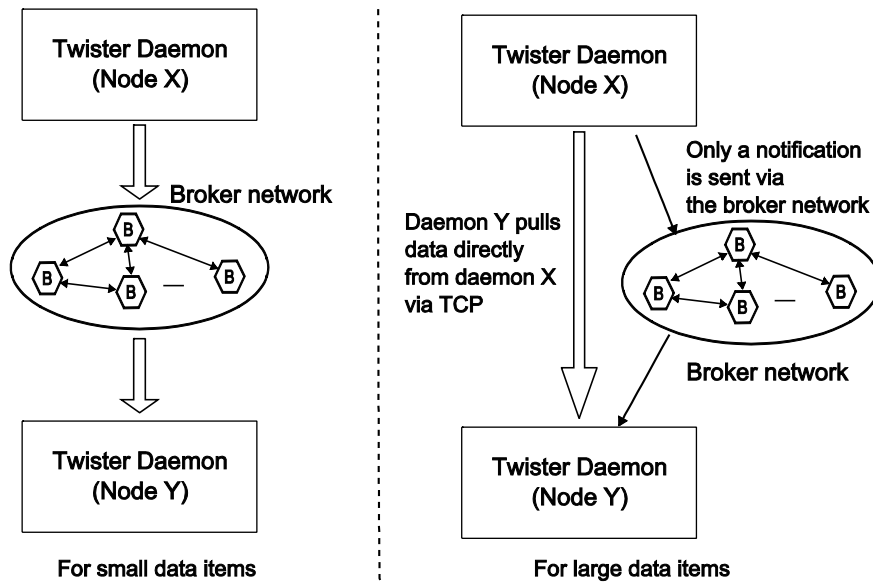 Twister Daemon
(Node X)
Broker network
B
B
B
B
Twister Daemon
(Node Y)
For small data items
Twister Daemon
(Node X)
Only a notification
is sent via
the broker network
Daemon Y pulls
data directly
from daemon X
via TCP
B
B
B
B
Broker network
Twister Daemon
(Node Y)
For large data items